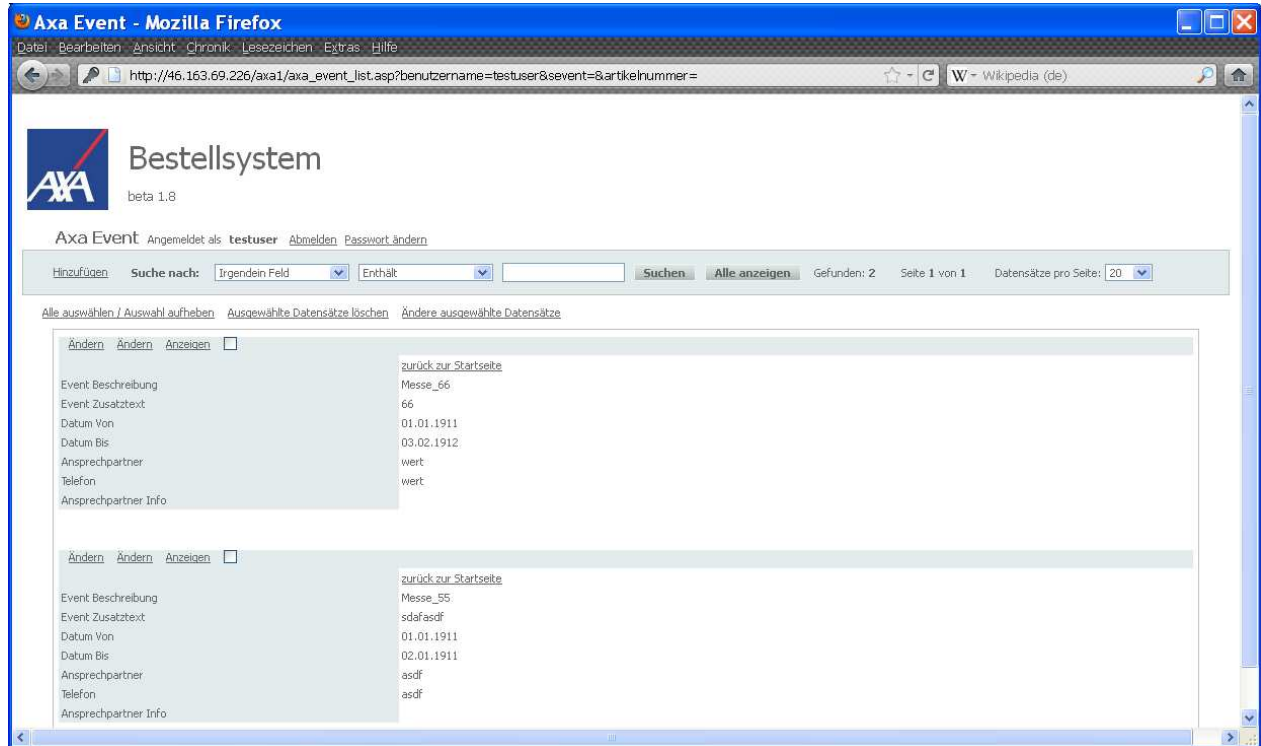 Axa Event - Mozilla Firefox
Datei Bearbeiten Ansicht Chronik Lesezeichen Extras Hilfe
http://46.163.69.226/axa1/axa_event_list.asp?benutzername=testuser&sevent=&artikelnummer= W Wikipedia (de)
AXA
Bestellsystem
beta 1.8
Axa Event Angemeldet als testuser Abmelden Passwort ändern
Hinzufügen Suche nach: Irgendein Feld Enthält Suchen Alle anzeigen Gefunden: 2 Seite 1 von 1 Datensätze pro Seite: 20
Alle auswählen / Auswahl aufheben Ausgewählte Datensätze löschen Ändere ausgewählte Datensätze
Ändern Ändern Anzeigen
zurück zur Startseite
Event Beschreibung Messe_66
Event Zusatztext 66
Datum Von 01.01.1911
Datum Bis 03.02.1912
Ansprechpartner wert
Telefon wert
Ansprechpartner Info
Ändern Ändern Anzeigen
zurück zur Startseite
Event Beschreibung Messe_55
Event Zusatztext sdafasdf
Datum Von 01.01.1911
Datum Bis 02.01.1911
Ansprechpartner asdf
Telefon asdf
Ansprechpartner Info